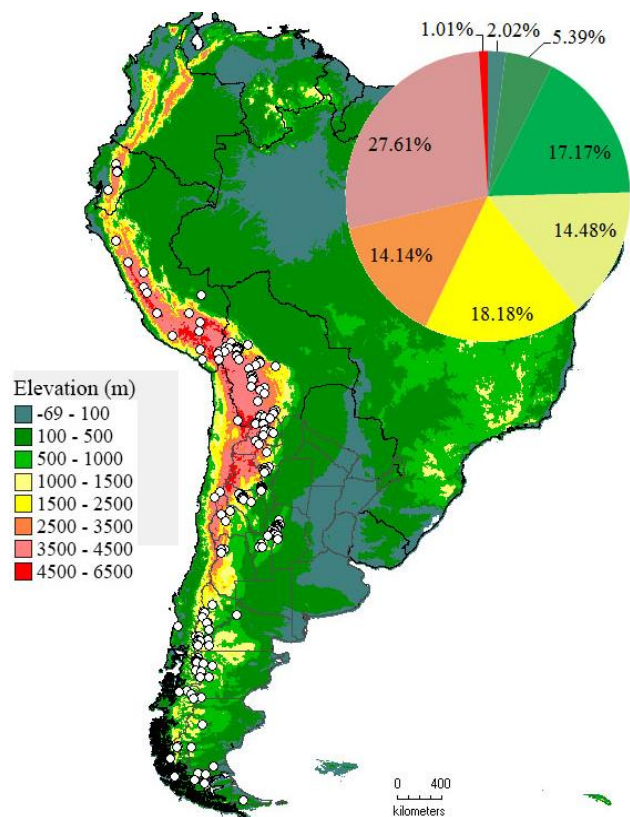 1.01%
2.02%
5.39%
27.61%
17.17%
14.14%
14.48%
18.18%
Elevation (m)
-69 - 100
100 - 500
500 - 1000
1000 - 1500
1500 - 2500
2500 - 3500
3500 - 4500
4500 - 6500
0 400
kilometers